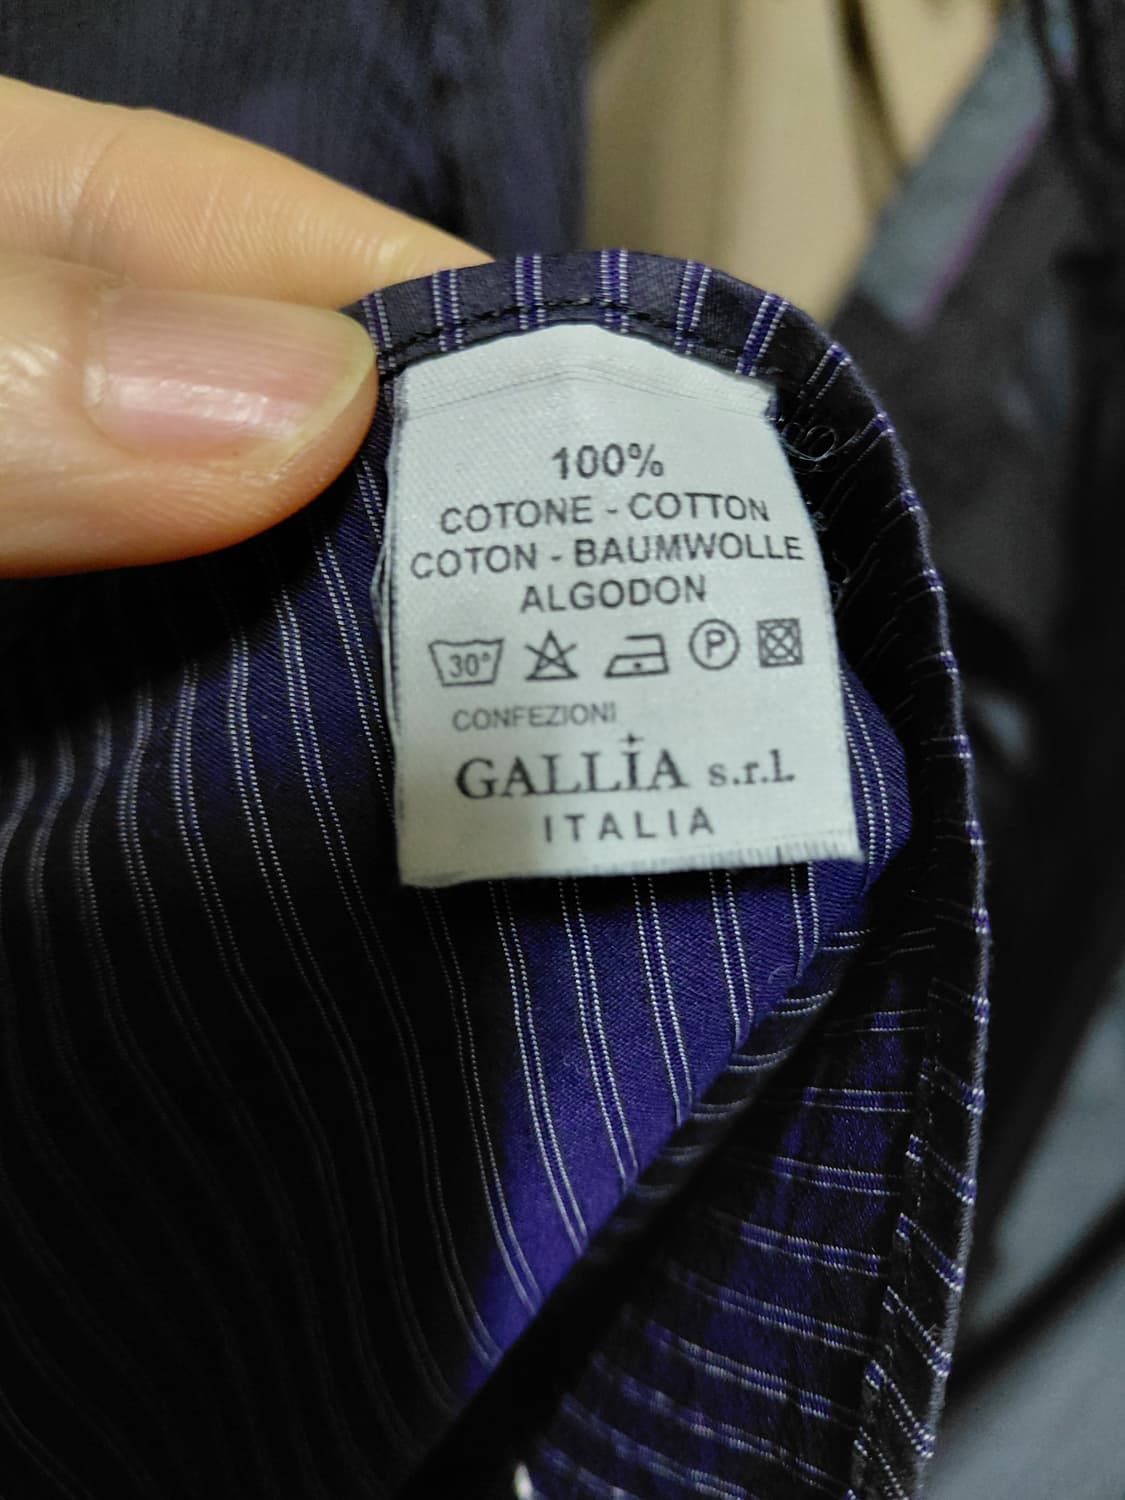 100%
COTONE - COTTON
COTON - BAUMWOLLE
ALGODON
30° P
CONFEZIONI
GALLIA s.r.l.
ITALIA